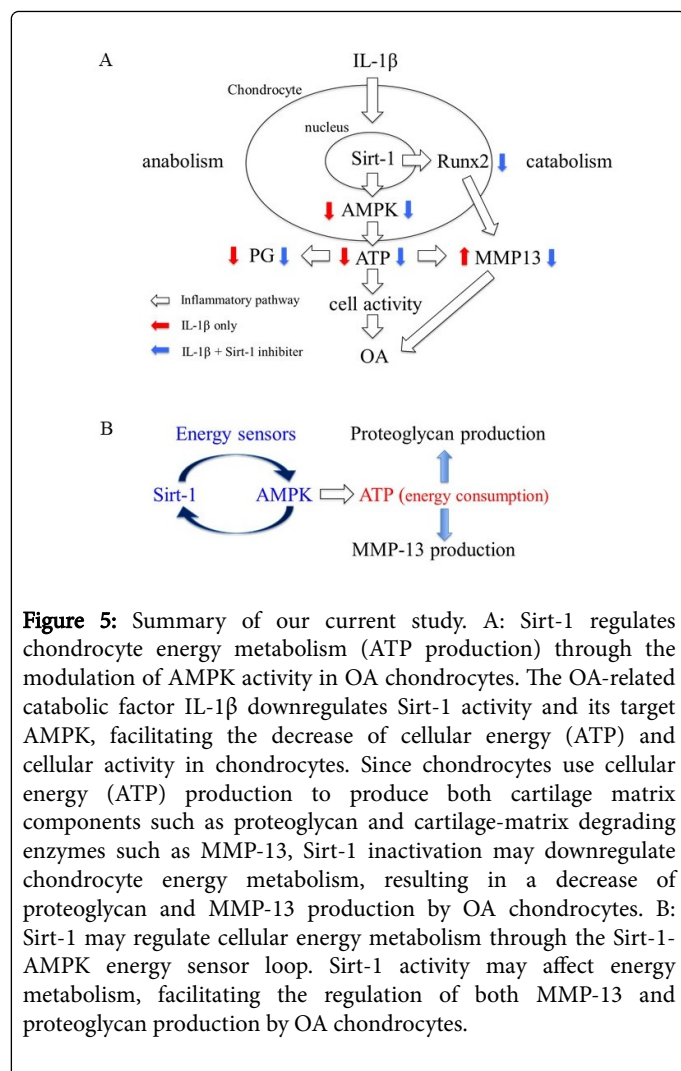 A
IL-1β
Chondrocyte
nucleus
anabolism
Sirt-1
Runx2
catabolism
AMPK
PG
ATP
MMP13
cell activity
OA
Inflammatory pathway
IL-1β only
IL-1β + Sirt-1 inhibiter
B
Energy sensors
Proteoglycan production
Sirt-1
AMPK
ATP (energy consumption)
MMP-13 production
Figure 5: Summary of our current study. A: Sirt-1 regulates
chondrocyte energy metabolism (ATP production) through the
modulation of AMPK activity in OA chondrocytes. The OA-related
catabolic factor IL-1β downregulates Sirt-1 activity and its target
AMPK, facilitating the decrease of cellular energy (ATP) and
cellular activity in chondrocytes. Since chondrocytes use cellular
energy (ATP) production to produce both cartilage matrix
components such as proteoglycan and cartilage-matrix degrading
enzymes such as MMP-13, Sirt-1 inactivation may downregulate
chondrocyte energy metabolism, resulting in a decrease of
proteoglycan and MMP-13 production by OA chondrocytes. B:
Sirt-1 may regulate cellular energy metabolism through the Sirt-1-
AMPK energy sensor loop. Sirt-1 activity may affect energy
metabolism, facilitating the regulation of both MMP-13 and
proteoglycan production by OA chondrocytes.